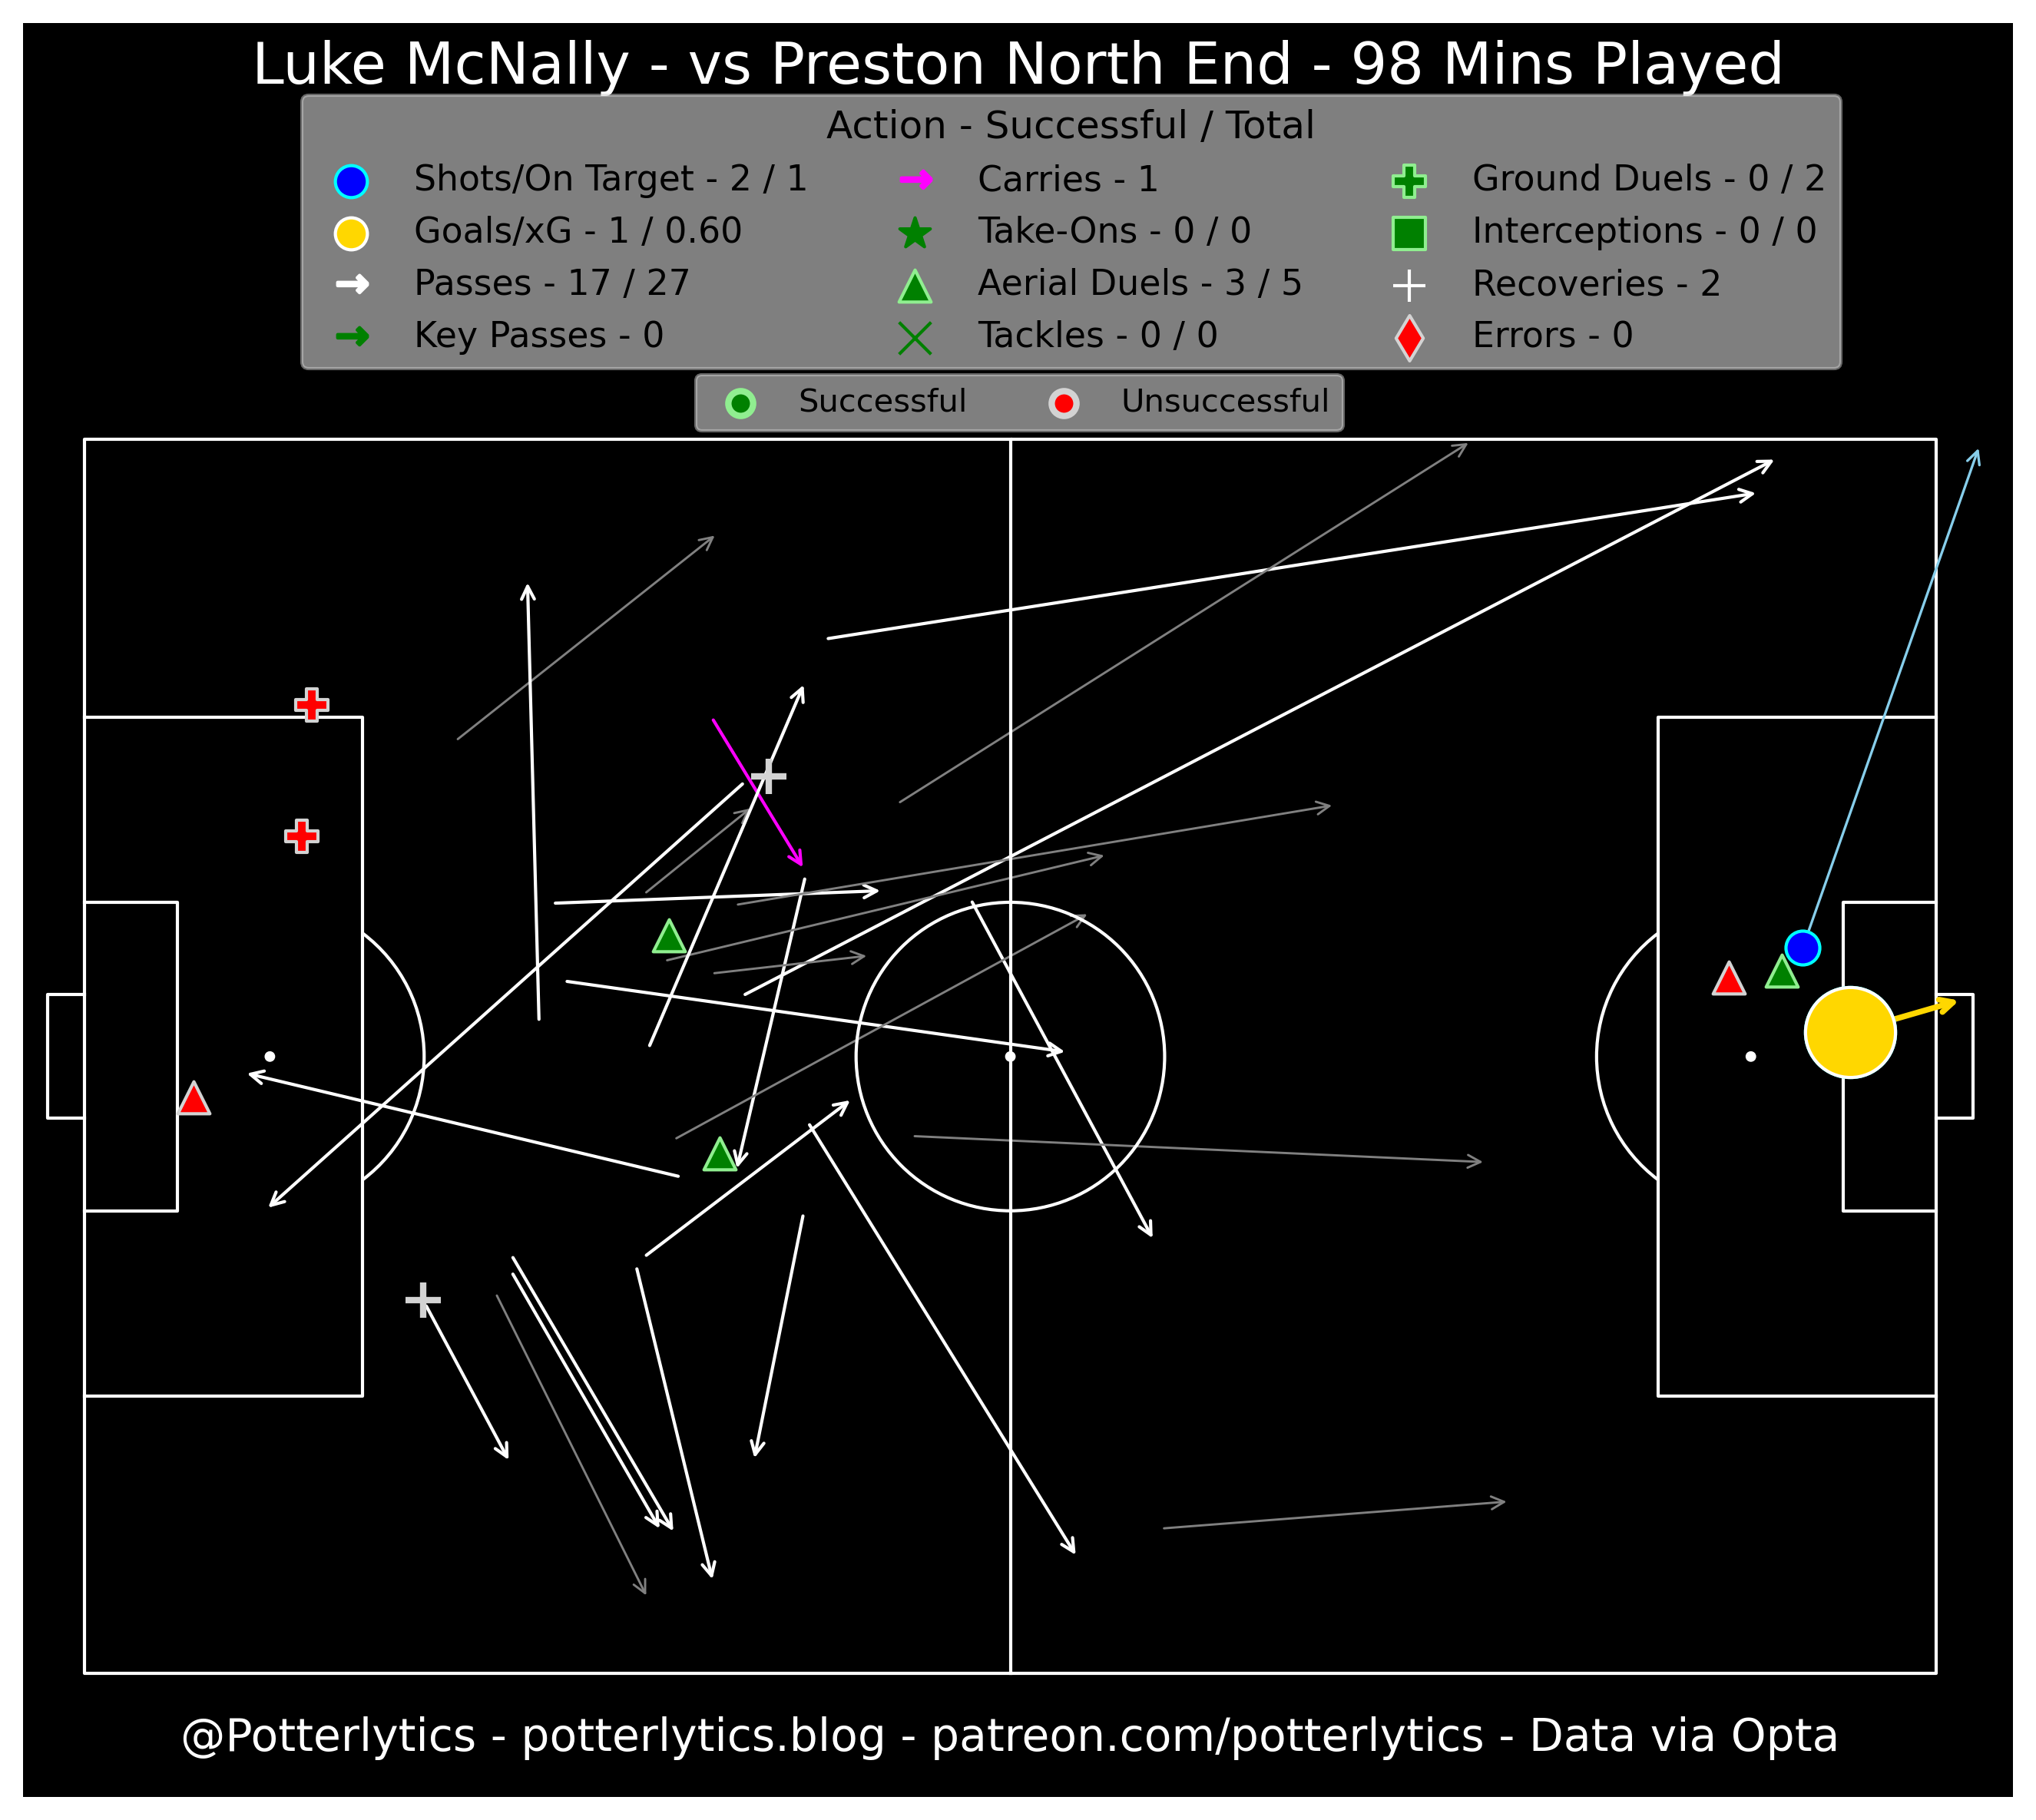 Luke McNally - vs Preston North End - 98 Mins Played
Action - Successful / Total
Shots/On Target - 2 / 1
Carries - 1
Ground Duels - 0 / 2
Goals/xG - 1 / 0.60
Take-Ons - 0 / 0
Interceptions - 0 / 0
Passes - 17 / 27
Aerial Duels - 3 / 5
Recoveries - 2
Key Passes - 0
Tackles - 0 / 0
Errors - 0
Successful
Unsuccessful
@Potterlytics - potterlytics.blog - patreon.com/potterlytics - Data via Opta